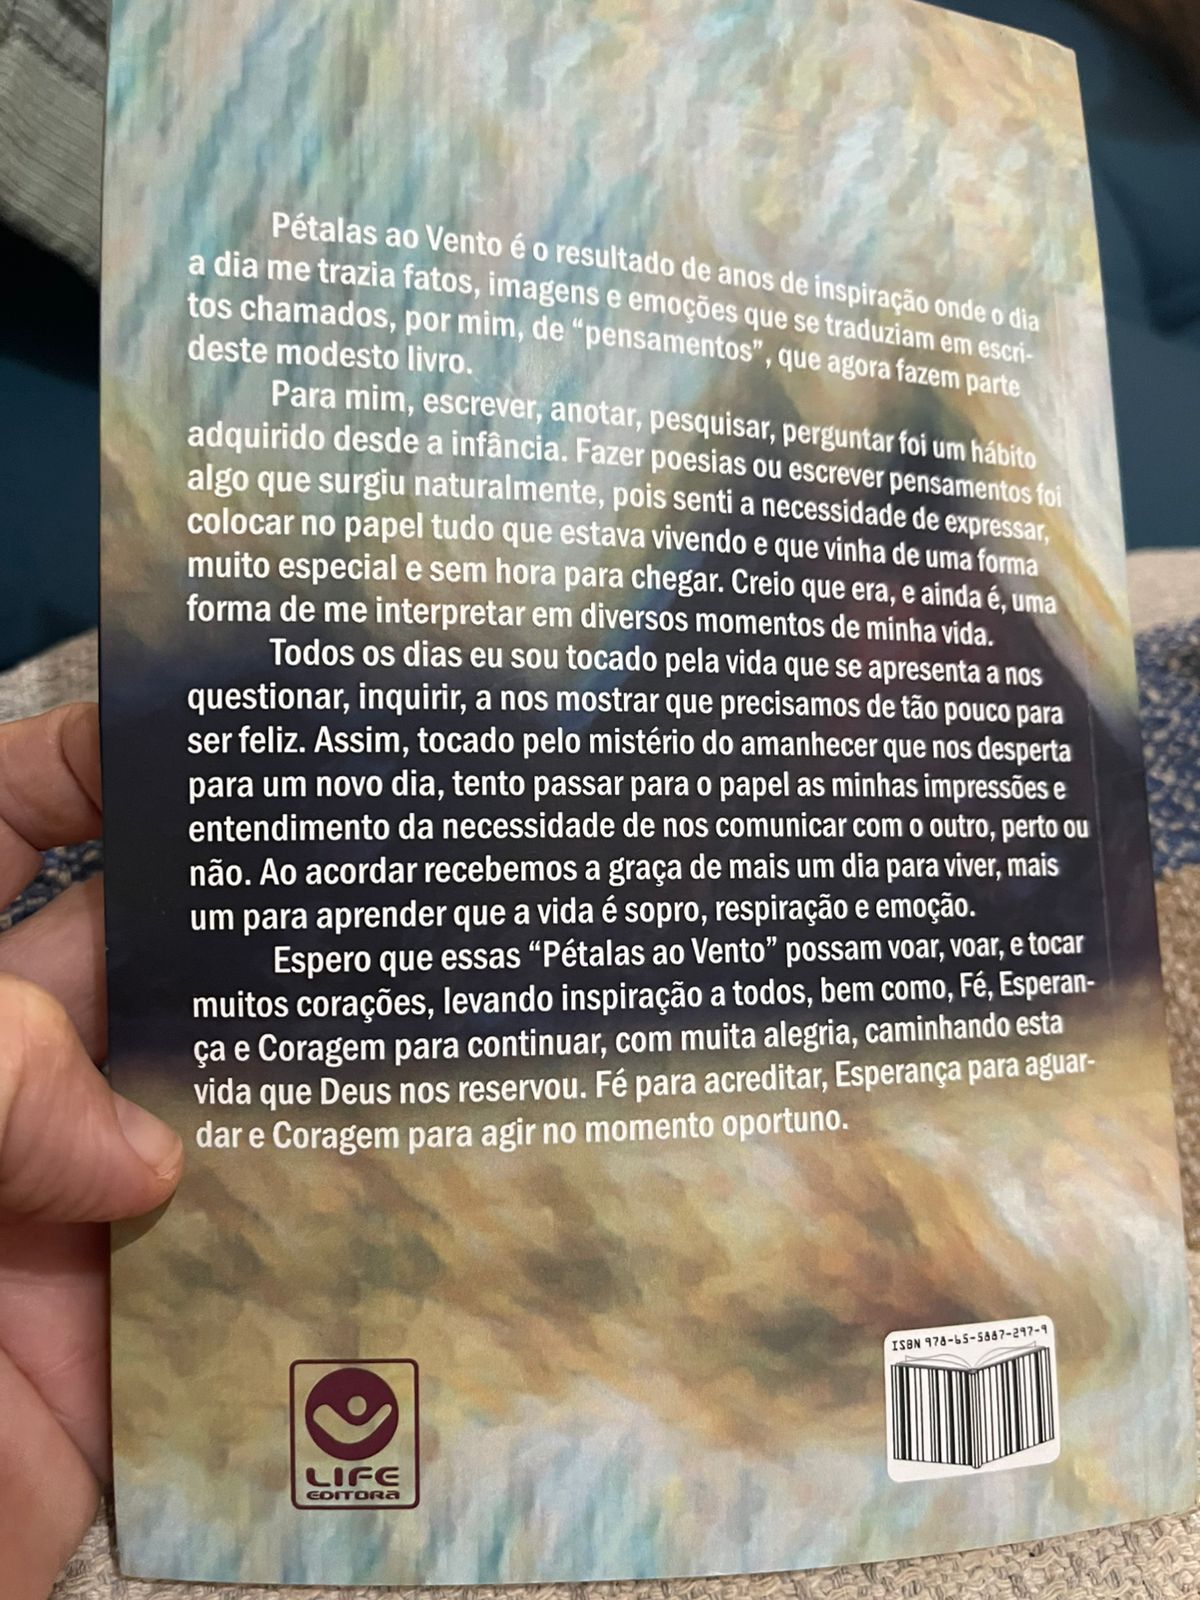 Pétalas ao Vento é o resultado de anos de inspiração onde o dia
a dia me trazia fatos, imagens e emoções que se traduziam em escri-
tos chamados, por mim, de “pensamentos”, que agora fazem parte
deste modesto livro.
Para mim, escrever, anotar, pesquisar, perguntar foi um hábito
adquirido desde a infância. Fazer poesias ou escrever pensamentos foi
algo que surgiu naturalmente, pois senti a necessidade de expressar,
colocar no papel tudo que estava vivendo e que vinha de uma forma
muito especial e sem hora para chegar. Creio que era, e ainda é, uma
forma de me interpretar em diversos momentos de minha vida.
Todos os dias eu sou tocado pela vida que se apresenta a nos
questionar, inquirir, a nos mostrar que precisamos de tão pouco para
ser feliz. Assim, tocado pelo mistério do amanhecer que nos desperta
para um novo dia, tento passar para o papel as minhas impressões e
entendimento da necessidade de nos comunicar com o outro, perto ou
não. Ao acordar recebemos a graça de mais um dia para viver, mais
um para aprender que a vida é sopro, respiração e emoção.
Espero que essas “Pétalas ao Vento” possam voar, voar, e tocar
muitos corações, levando inspiração a todos, bem como, Fé, Esperan-
ça e Coragem para continuar, com muita alegria, caminhando esta
vida que Deus nos reservou. Fé para acreditar, Esperança para aguar-
dar e Coragem para agir no momento oportuno.
ISBN 978-65-5887-297-9
LIFE
EDITORA